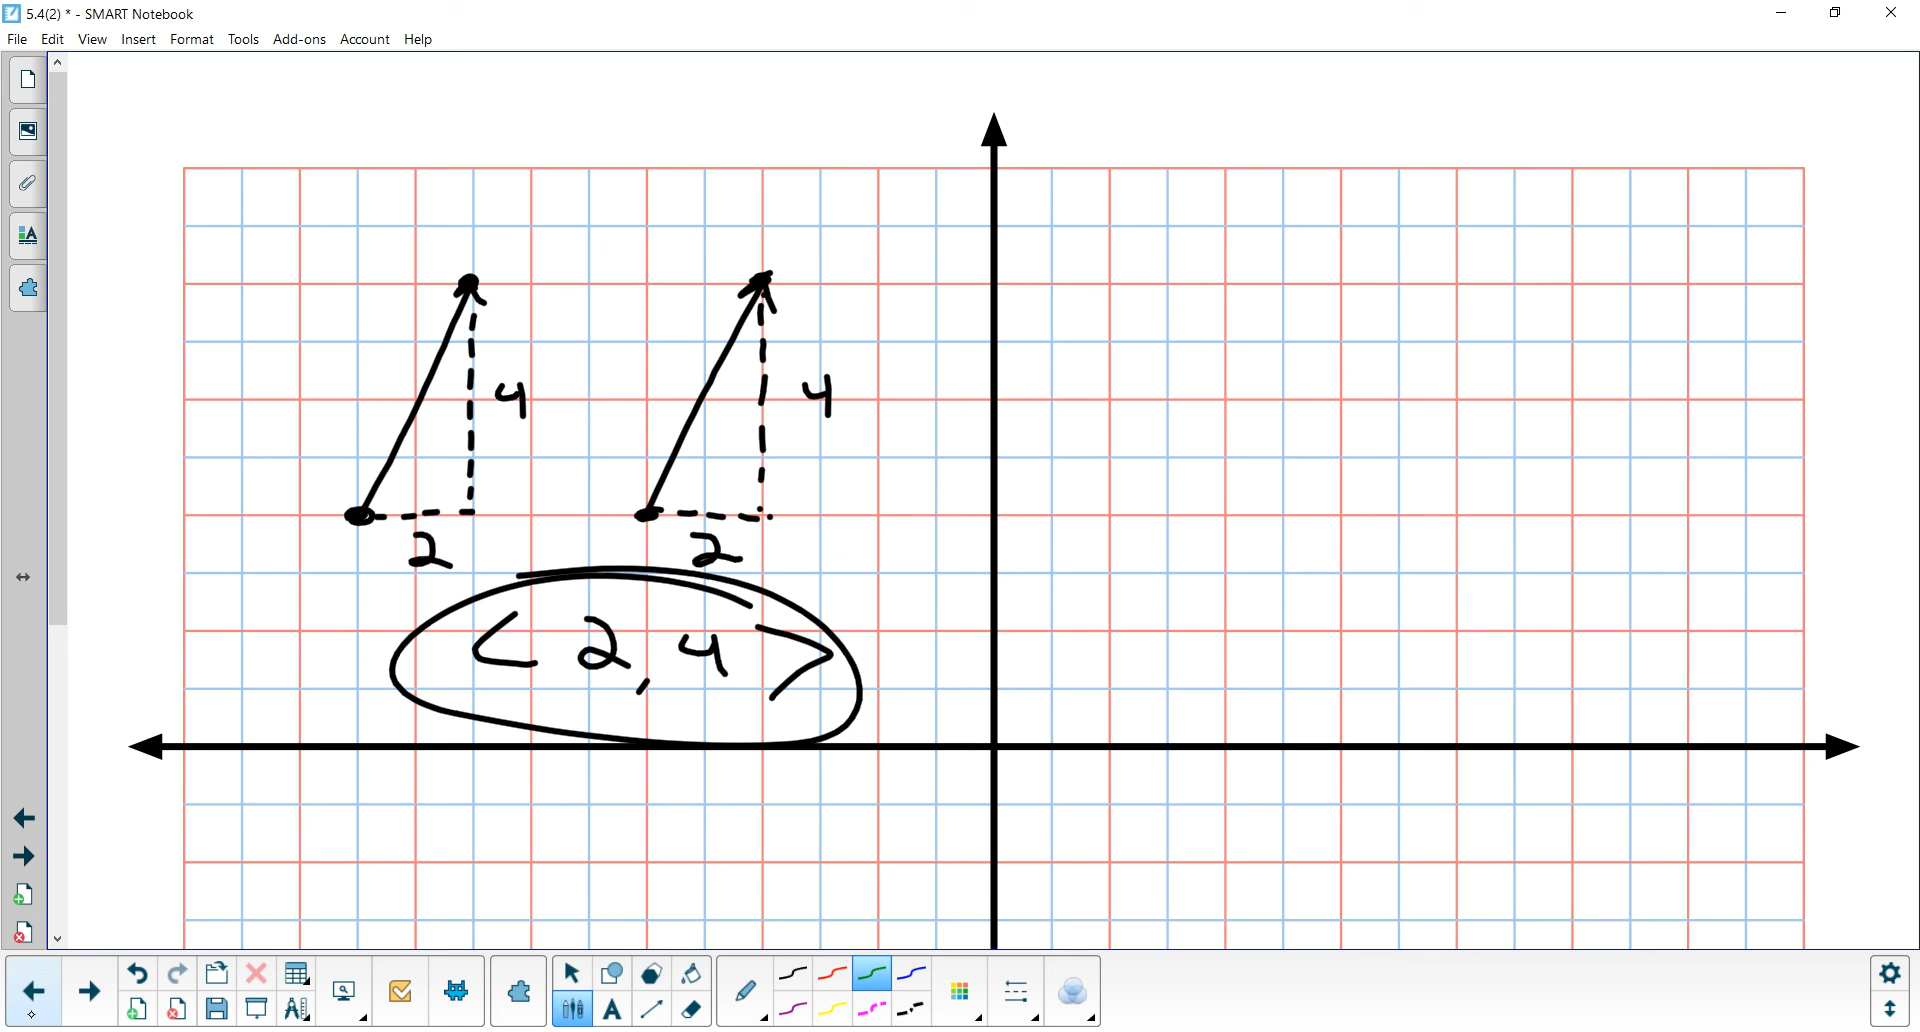 5.4(2) * - SMART Notebook
File Edit View Insert Format Tools Add-ons Account Help
4 4
2 2
< 2, 4 >